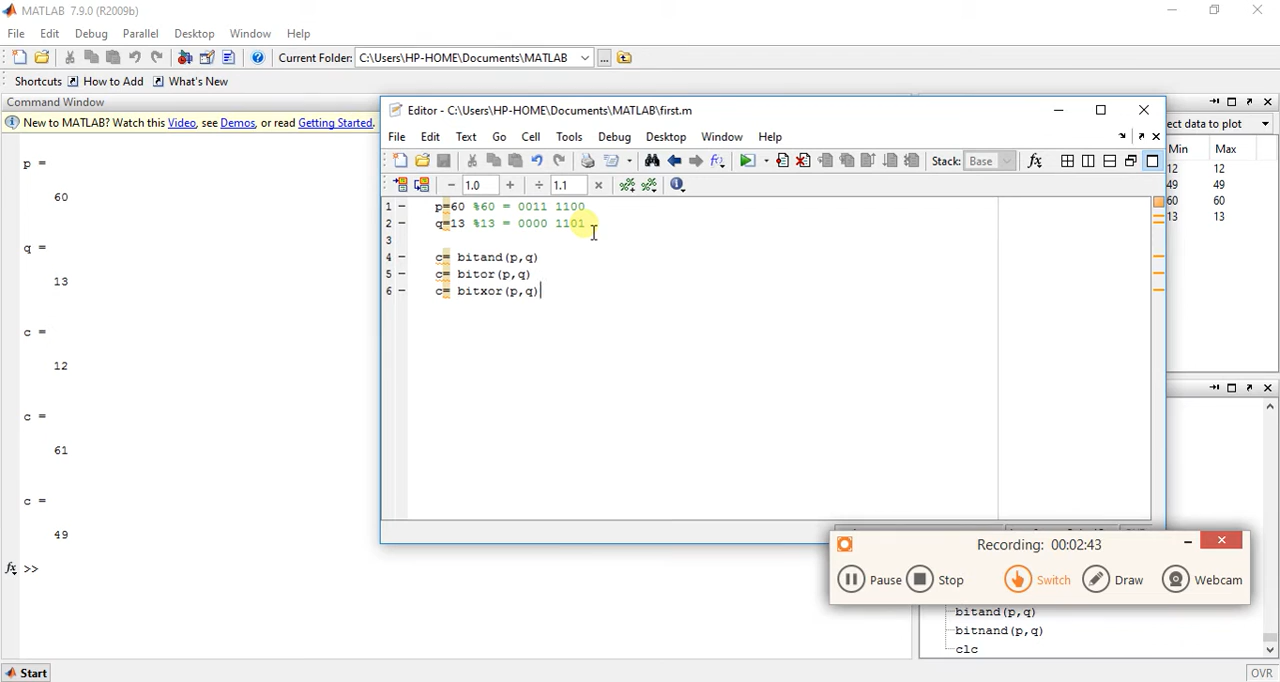 MATLAB 7.9.0 (R2009b)
File Edit Debug Parallel Desktop Window Help
Current Folder: C:\Users\HP-HOME\Documents\MATLAB ...
Shortcuts How to Add What's New
Command Window
New to MATLAB? Watch this Video, see Demos, or read Getting Started.
p =
60
q =
13
c =
12
c =
61
c =
49
fx >>
Editor - C:\Users\HP-HOME\Documents\MATLAB\first.m
File Edit Text Go Cell Tools Debug Desktop Window Help
Stack: Base fx
− 1.0 + ÷ 1.1 ×
1 − p=60 %60 = 0011 1100
2 − q=13 %13 = 0000 1101
3
4 − c= bitand(p,q)
5 − c= bitor(p,q)
6 − c= bitxor(p,q)
ect data to plot
Min Max
12 12
49 49
60 60
13 13
Recording: 00:02:43
Pause Stop Switch Draw Webcam
bitand(p,q)
bitnand(p,q)
clc
Start
OVR